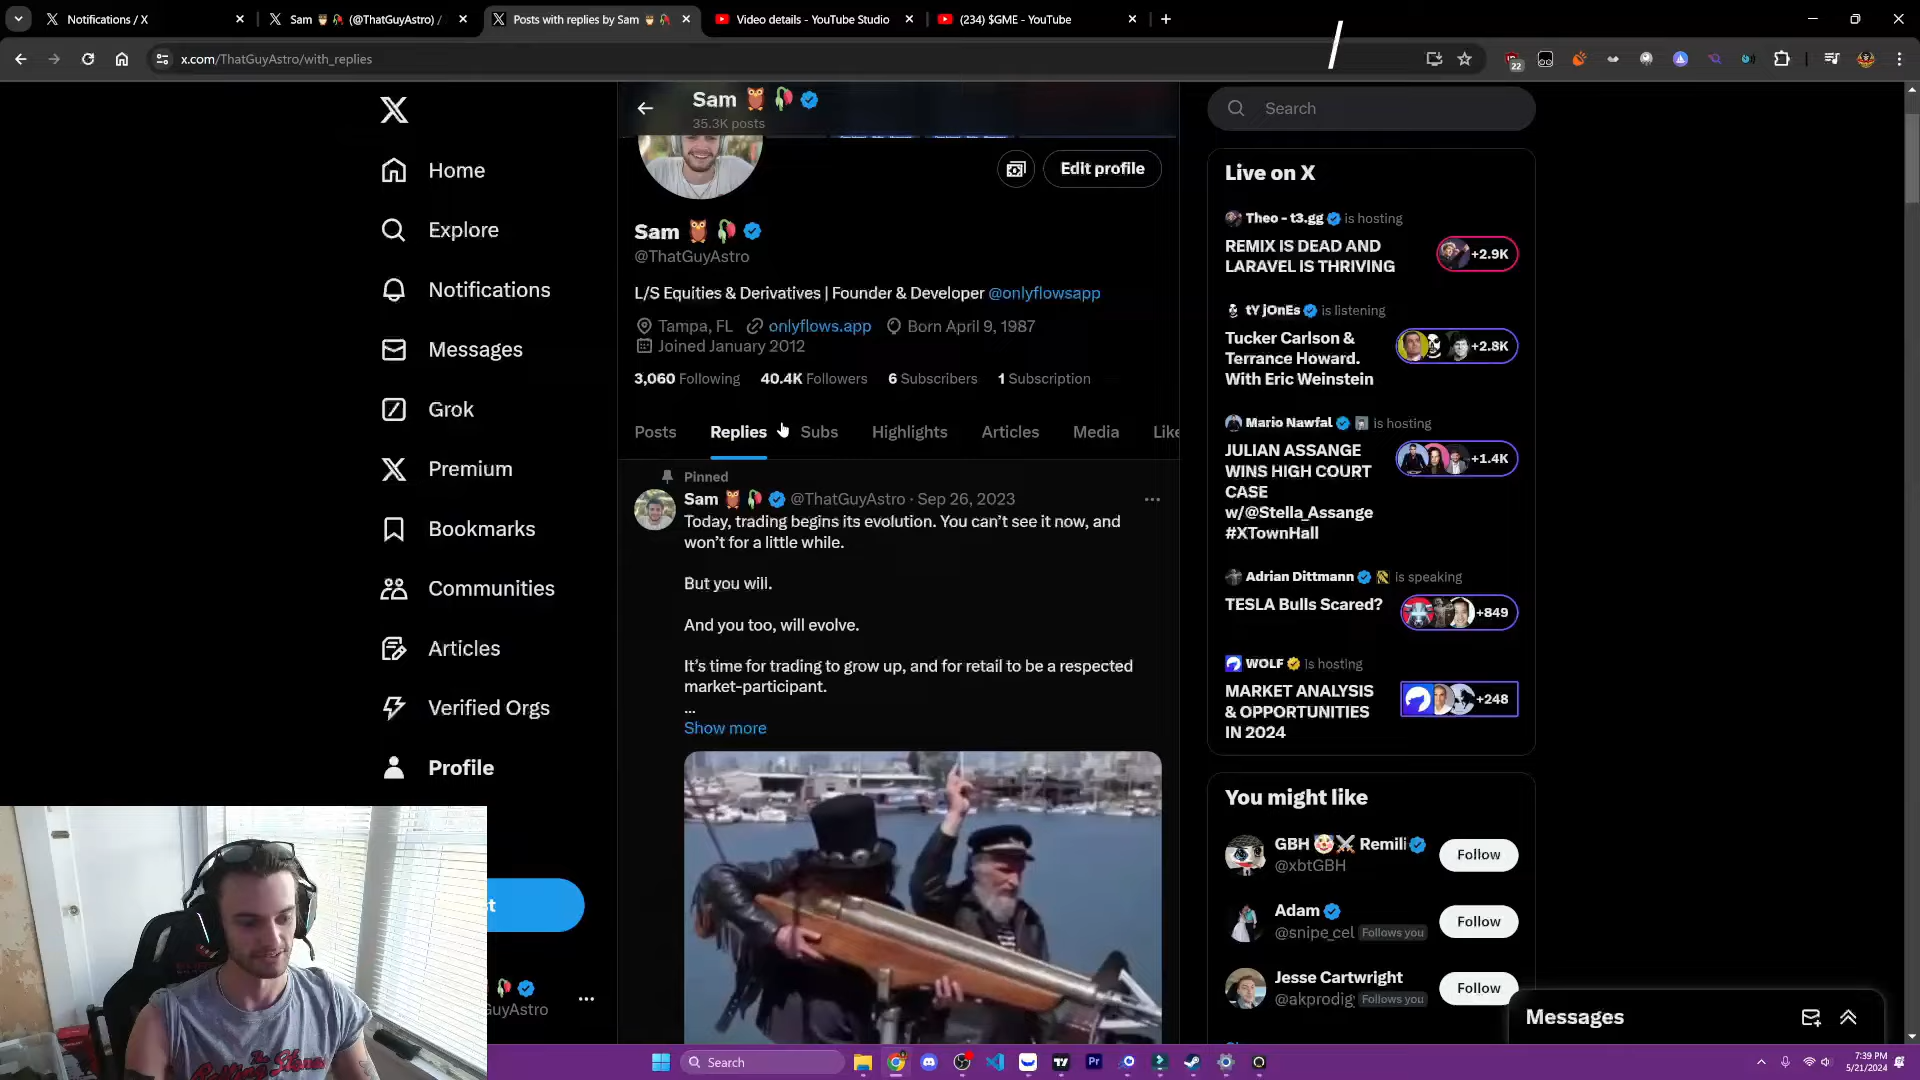 Notifications / X
Sam 🦉🥀 (@ThatGuyAstro) /
Posts with replies by Sam 🦉🥀
Video details - YouTube Studio
(234) $GME - YouTube
x.com/ThatGuyAstro/with_replies
22
Home
Explore
Notifications
Messages
Grok
Premium
Bookmarks
Communities
Articles
Verified Orgs
Profile
Sam 🦉🥀
35.3K posts
Edit profile
Sam 🦉🥀
@ThatGuyAstro
L/S Equities & Derivatives | Founder & Developer @onlyflowsapp
Tampa, FL onlyflows.app Born April 9, 1987
Joined January 2012
3,060 Following 40.4K Followers 6 Subscribers 1 Subscription
Posts Replies Subs Highlights Articles Media Like
Pinned
Sam 🦉🥀 @ThatGuyAstro · Sep 26, 2023
Today, trading begins its evolution. You can't see it now, and
won't for a little while.
But you will.
And you too, will evolve.
It's time for trading to grow up, and for retail to be a respected
market-participant.
...
Show more
Search
Live on X
Theo - t3.gg is hosting
REMIX IS DEAD AND
LARAVEL IS THRIVING
+2.9K
tY jOnEs is listening
Tucker Carlson &
Terrance Howard.
With Eric Weinstein
+2.8K
Mario Nawfal is hosting
JULIAN ASSANGE
WINS HIGH COURT
CASE
w/@Stella_Assange
#XTownHall
+1.4K
Adrian Dittmann is speaking
TESLA Bulls Scared?
+849
WOLF is hosting
MARKET ANALYSIS
& OPPORTUNITIES
IN 2024
+248
You might like
GBH 🤡⚔️ Remili
@xbtGBH
Follow
Adam
@snipe_cel Follows you
Follow
Jesse Cartwright
@akprodig Follows you
Follow
Messages
st
GuyAstro
The
Rolling Stones
Search
7:39 PM
5/21/2024